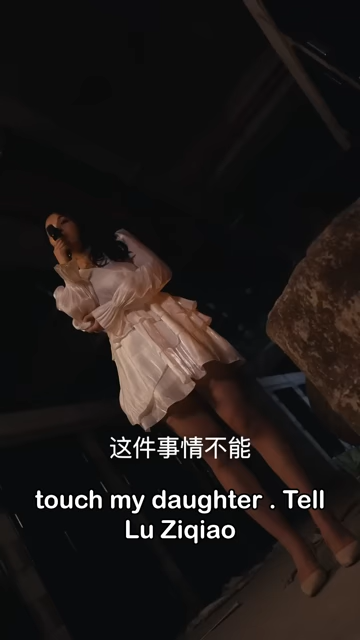 这件事情不能
touch my daughter . Tell
Lu Ziqiao